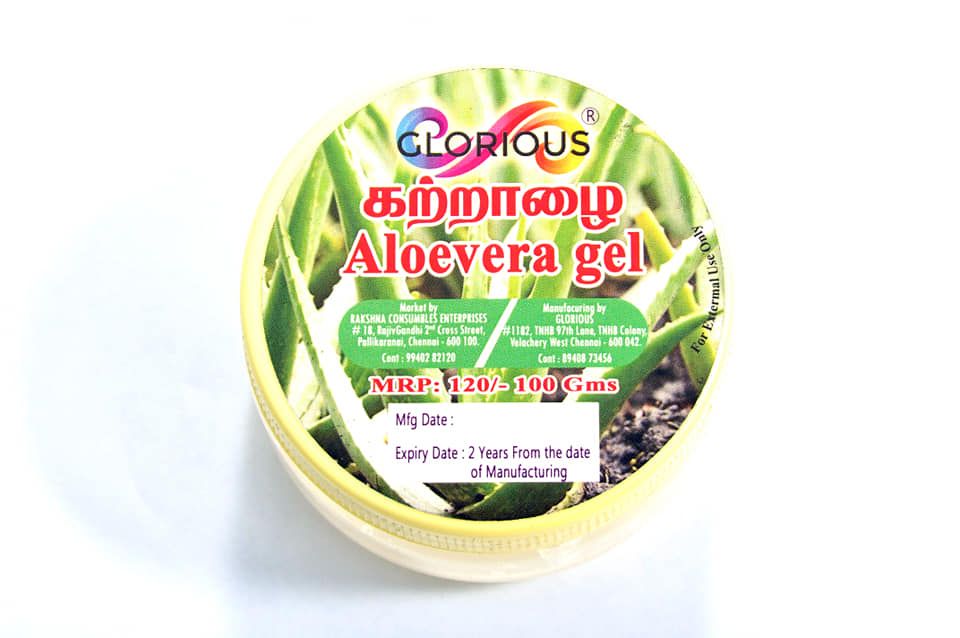 GLORIOUS ®
கற்றாழை
Aloevera gel
Market by
RAKSHNA CONSUMBLES ENTERPRISES
# 18, RajivGandhi 2nd Cross Street,
Pallikaranai, Chennai - 600 100.
Cont : 99402 82120
Manufacuring by
GLORIOUS
#1182, TNHB 97th Lane, TNHB Colony,
Velachery West Chennai - 600 042.
Cont : 89408 73456
MRP: 120/- 100 Gms
Mfg Date :
Expiry Date : 2 Years From the date
of Manufacturing
For Extermal Use Only